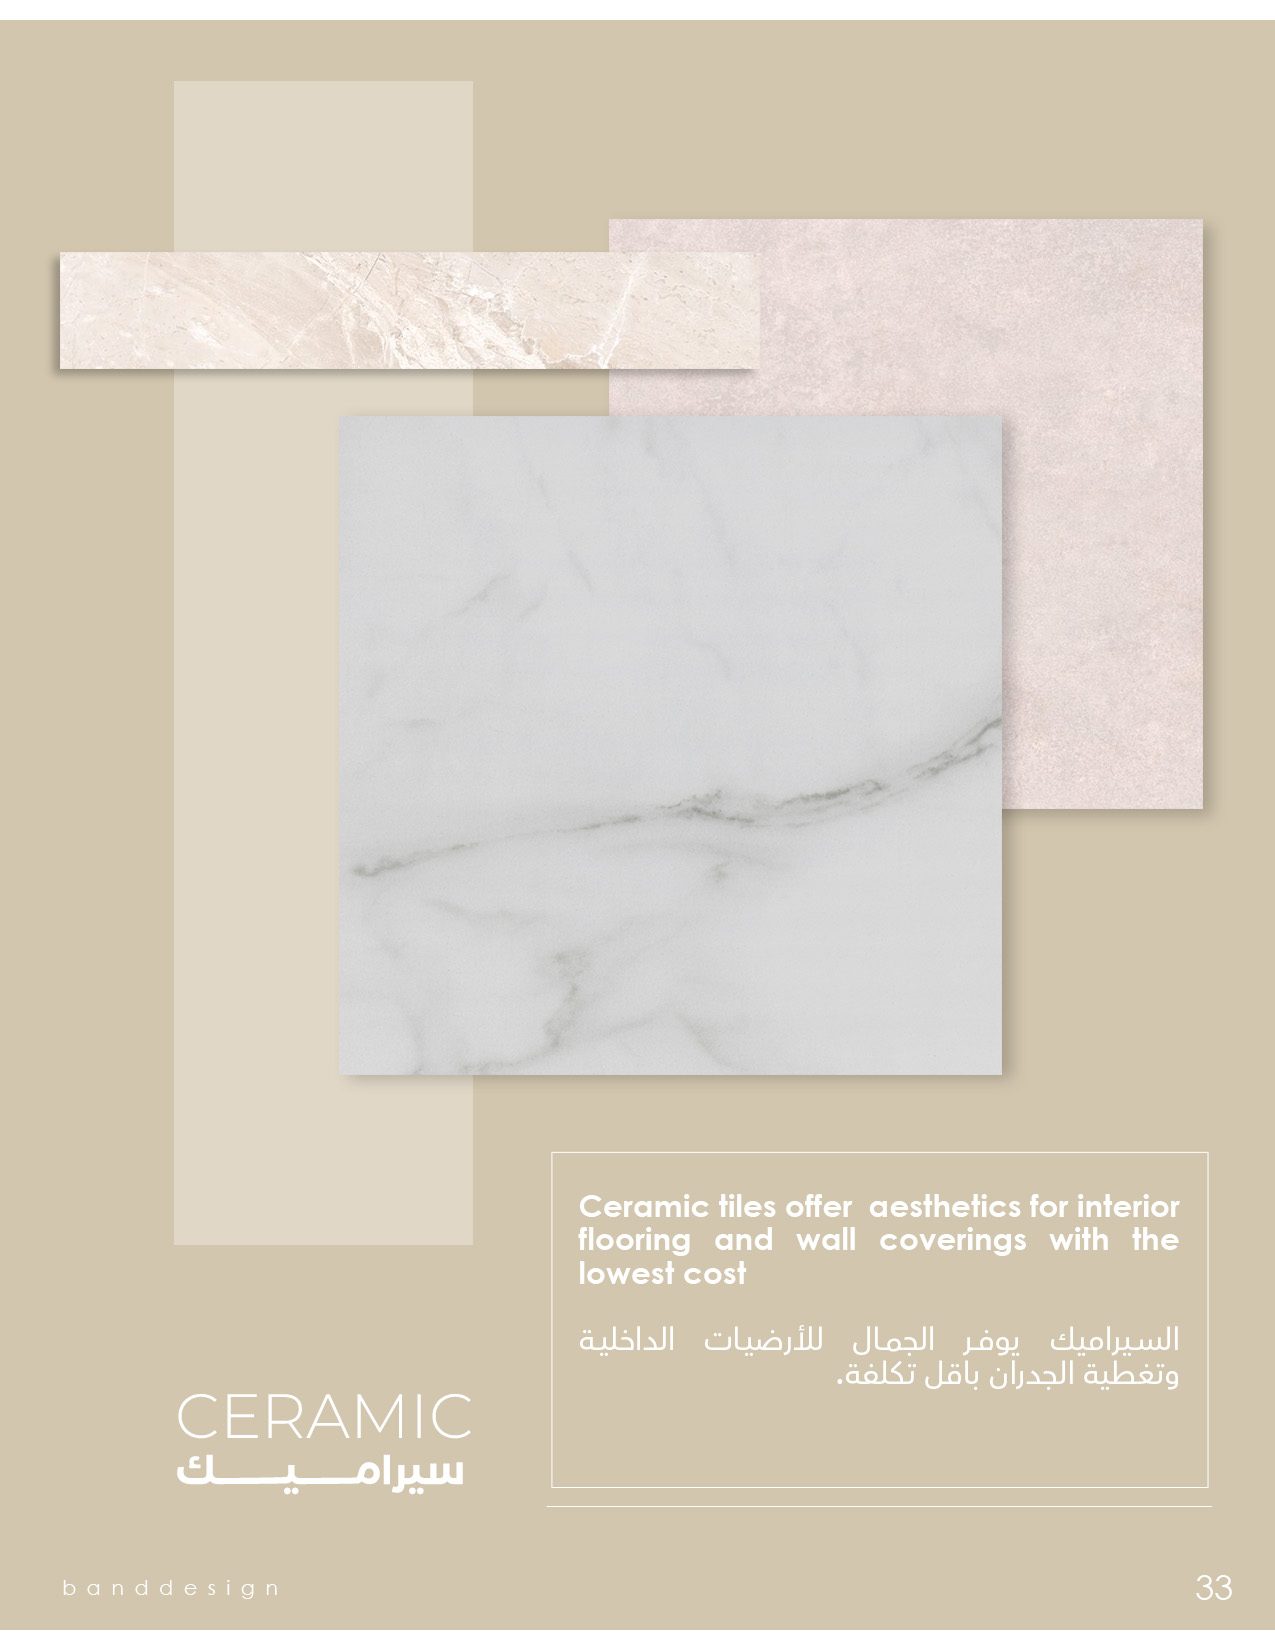 Ceramic tiles offer aesthetics for interior
flooring and wall coverings with the
lowest cost
السيراميك يوفر الجمال للأرضيات الداخلية
وتغطية الجدران باقل تكلفة.
CERAMIC
سيراميـــك
banddesign
33